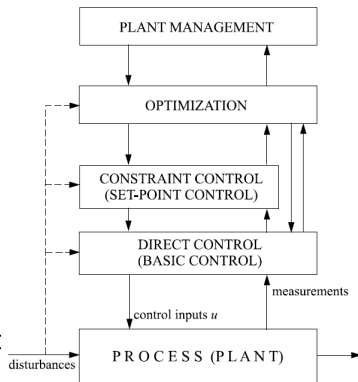 PLANT MANAGEMENT
OPTIMIZATION
CONSTRAINT CONTROL
(SET-POINT CONTROL)
DIRECT CONTROL
(BASIC CONTROL)
measurements
control inputs u
disturbances
PROCESS (PLANT)